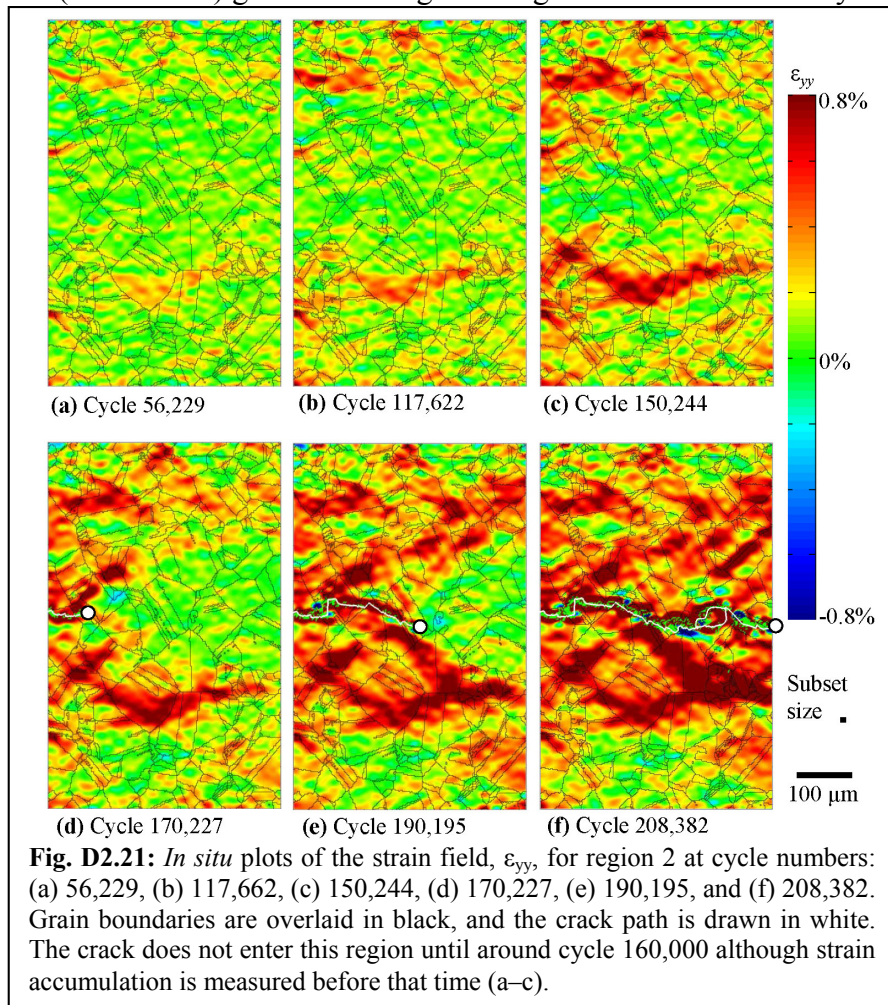 εyy
0.8%
(a) Cycle 56,229
(b) Cycle 117,622
(c) Cycle 150,244
0%
-0.8%
Subset
size
100 µm
(d) Cycle 170,227
(e) Cycle 190,195
(f) Cycle 208,382
Fig. D2.21: In situ plots of the strain field, εyy, for region 2 at cycle numbers:
(a) 56,229, (b) 117,662, (c) 150,244, (d) 170,227, (e) 190,195, and (f) 208,382.
Grain boundaries are overlaid in black, and the crack path is drawn in white.
The crack does not enter this region until around cycle 160,000 although strain
accumulation is measured before that time (a–c).